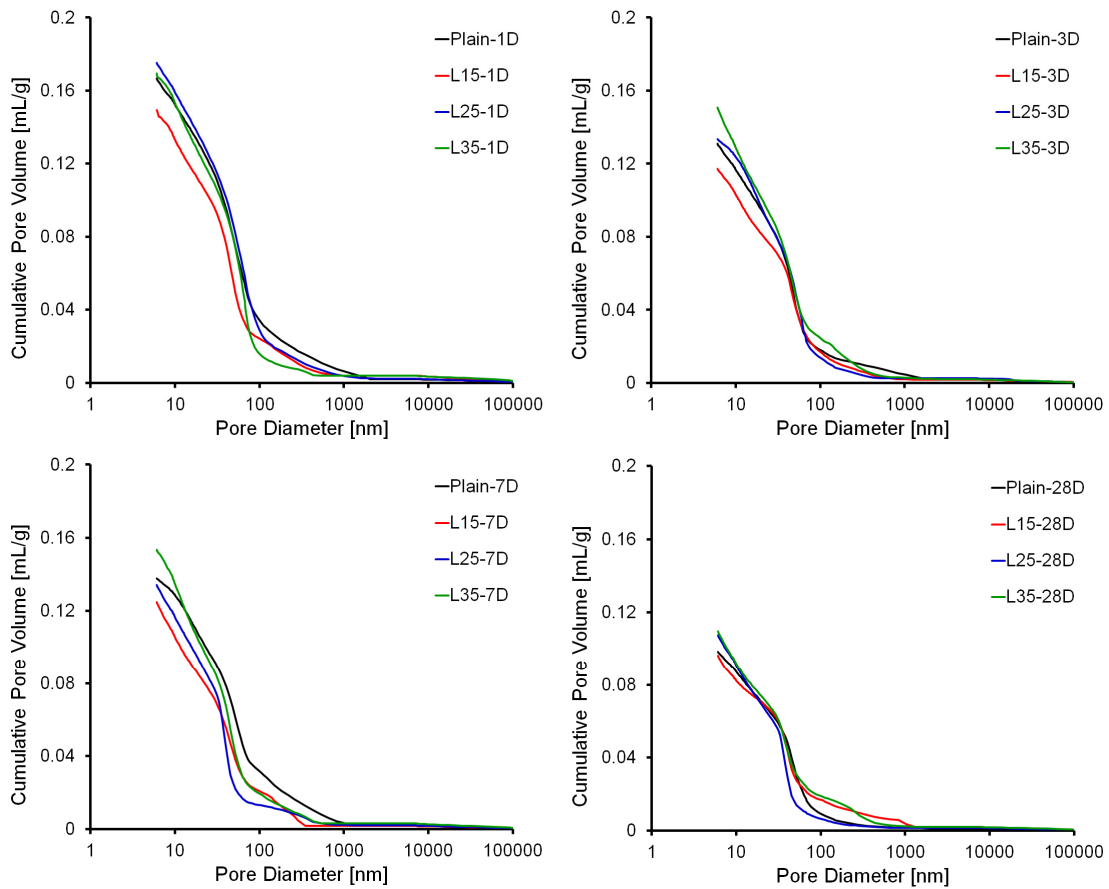 0.2
0.16
0.12
0.08
0.04
0
Cumulative Pore Volume [mL/g]
1 10 100 1000 10000 100000
Pore Diameter [nm]
Plain-1D
L15-1D
L25-1D
L35-1D
0.2
0.16
0.12
0.08
0.04
0
Cumulative Pore Volume [mL/g]
1 10 100 1000 10000 100000
Pore Diameter [nm]
Plain-3D
L15-3D
L25-3D
L35-3D
0.2
0.16
0.12
0.08
0.04
0
Cumulative Pore Volume [mL/g]
1 10 100 1000 10000 100000
Pore Diameter [nm]
Plain-7D
L15-7D
L25-7D
L35-7D
0.2
0.16
0.12
0.08
0.04
0
Cumulative Pore Volume [mL/g]
1 10 100 1000 10000 100000
Pore Diameter [nm]
Plain-28D
L15-28D
L25-28D
L35-28D